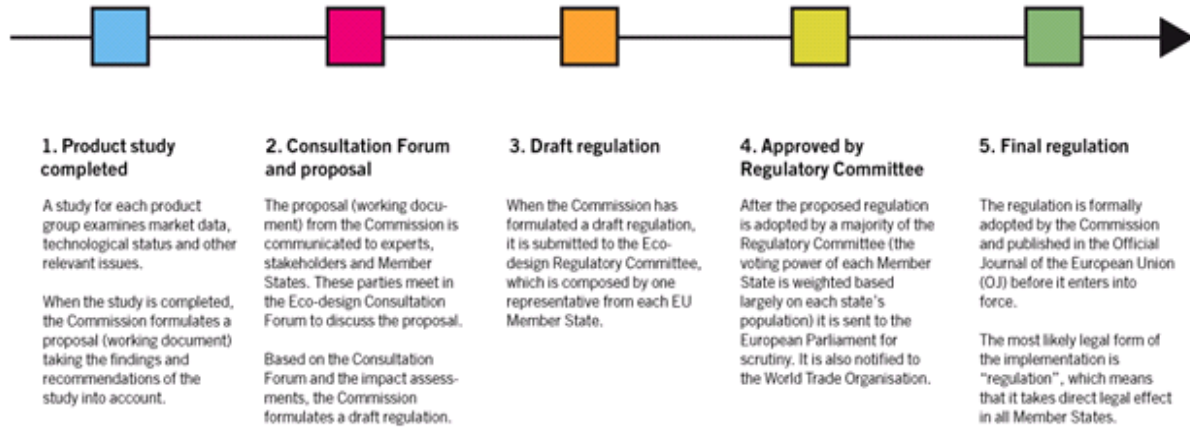 1. Product study
completed
A study for each product
group examines market data,
technological status and other
relevant issues.
When the study is completed,
the Commission formulates a
proposal (working document)
taking the findings and
recommendations of the
study into account.
2. Consultation Forum
and proposal
The proposal (working docu-
ment) from the Commission is
communicated to experts,
stakeholders and Member
States. These parties meet in
the Eco-design Consultation
Forum to discuss the proposal.
Based on the Consultation
Forum and the impact assess-
ments, the Commission
formulates a draft regulation.
3. Draft regulation
When the Commission has
formulated a draft regulation,
it is submitted to the Eco-
design Regulatory Committee,
which is composed by one
representative from each EU
Member State.
4. Approved by
Regulatory Committee
After the proposed regulation
is adopted by a majority of the
Regulatory Committee (the
voting power of each Member
State is weighted based
largely on each state's
population) it is sent to the
European Parliament for
scrutiny. It is also notified to
the World Trade Organisation.
5. Final regulation
The regulation is formally
adopted by the Commission
and published in the Official
Journal of the European Union
(OJ) before it enters into
force.
The most likely legal form of
the implementation is
"regulation", which means
that it takes direct legal effect
in all Member States.